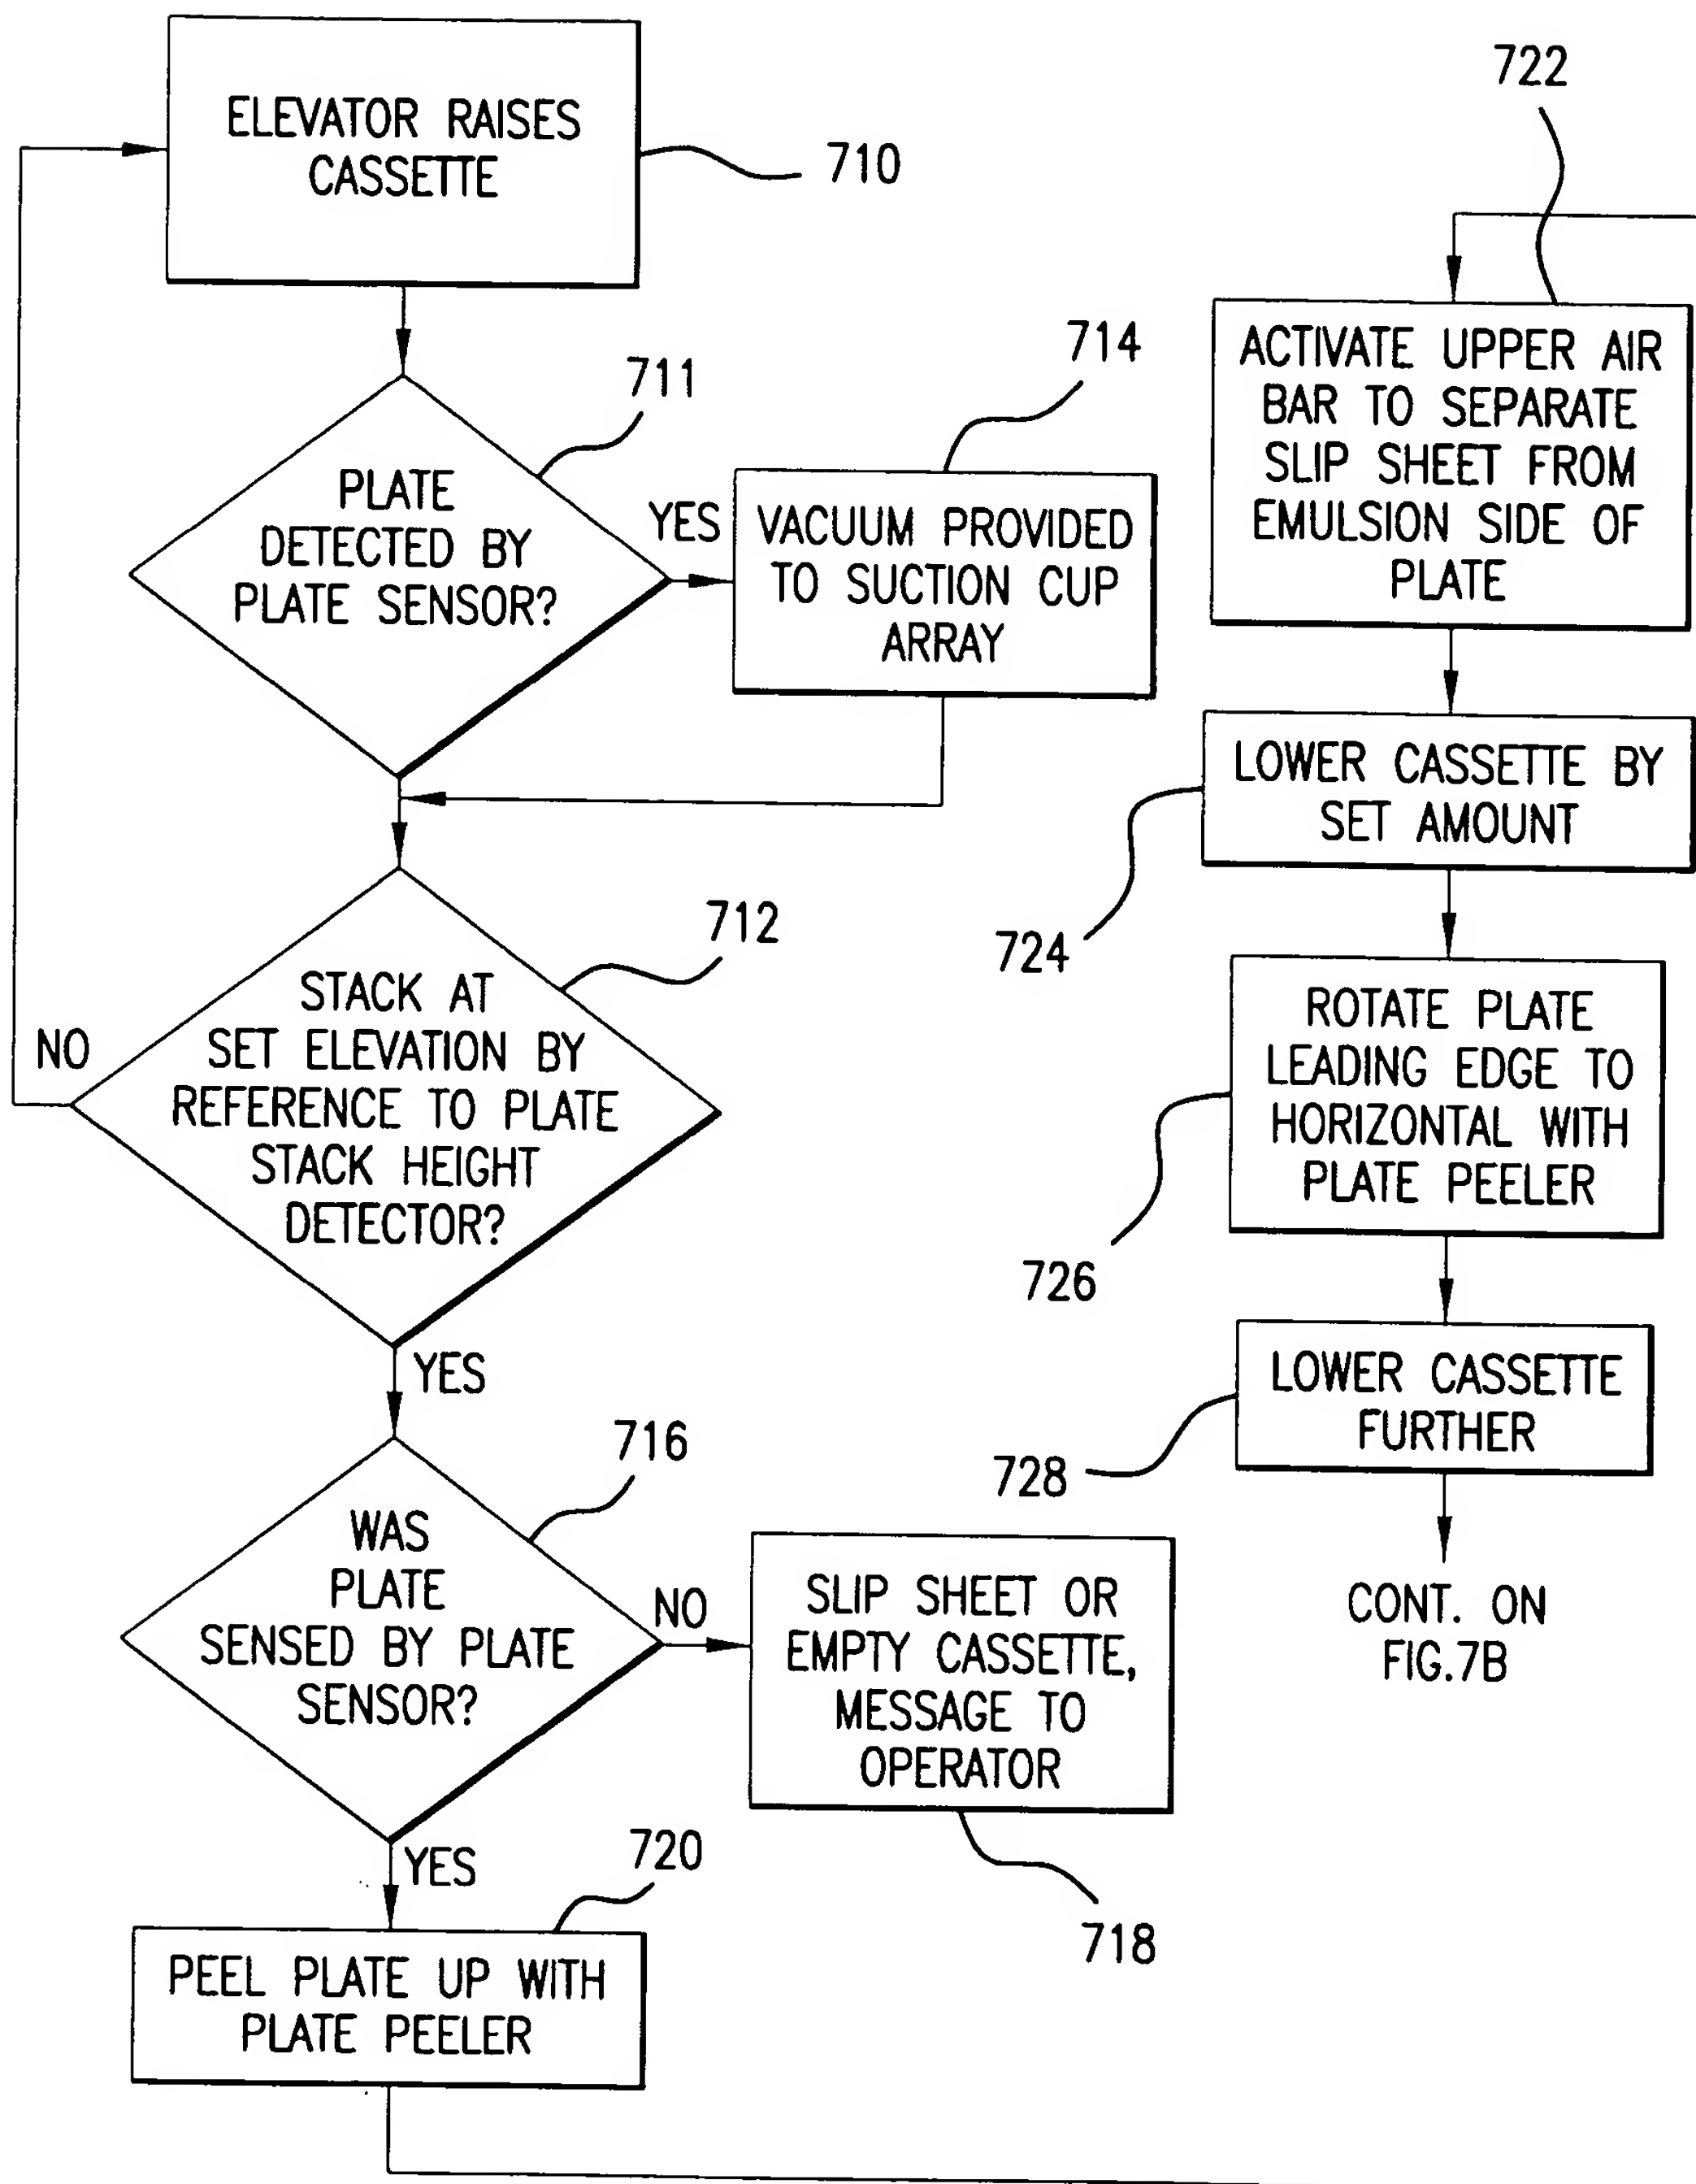 ELEVATOR RAISES
CASSETTE
710
PLATE
DETECTED BY
PLATE SENSOR?
711
YES
VACUUM PROVIDED
TO SUCTION CUP
ARRAY
714
STACK AT
SET ELEVATION BY
REFERENCE TO PLATE
STACK HEIGHT
DETECTOR?
712
NO
YES
WAS
PLATE
SENSED BY PLATE
SENSOR?
716
NO
SLIP SHEET OR
EMPTY CASSETTE,
MESSAGE TO
OPERATOR
718
YES
720
PEEL PLATE UP WITH
PLATE PEELER
722
ACTIVATE UPPER AIR
BAR TO SEPARATE
SLIP SHEET FROM
EMULSION SIDE OF
PLATE
LOWER CASSETTE BY
SET AMOUNT
724
ROTATE PLATE
LEADING EDGE TO
HORIZONTAL WITH
PLATE PEELER
726
LOWER CASSETTE
FURTHER
728
CONT. ON
FIG.7B